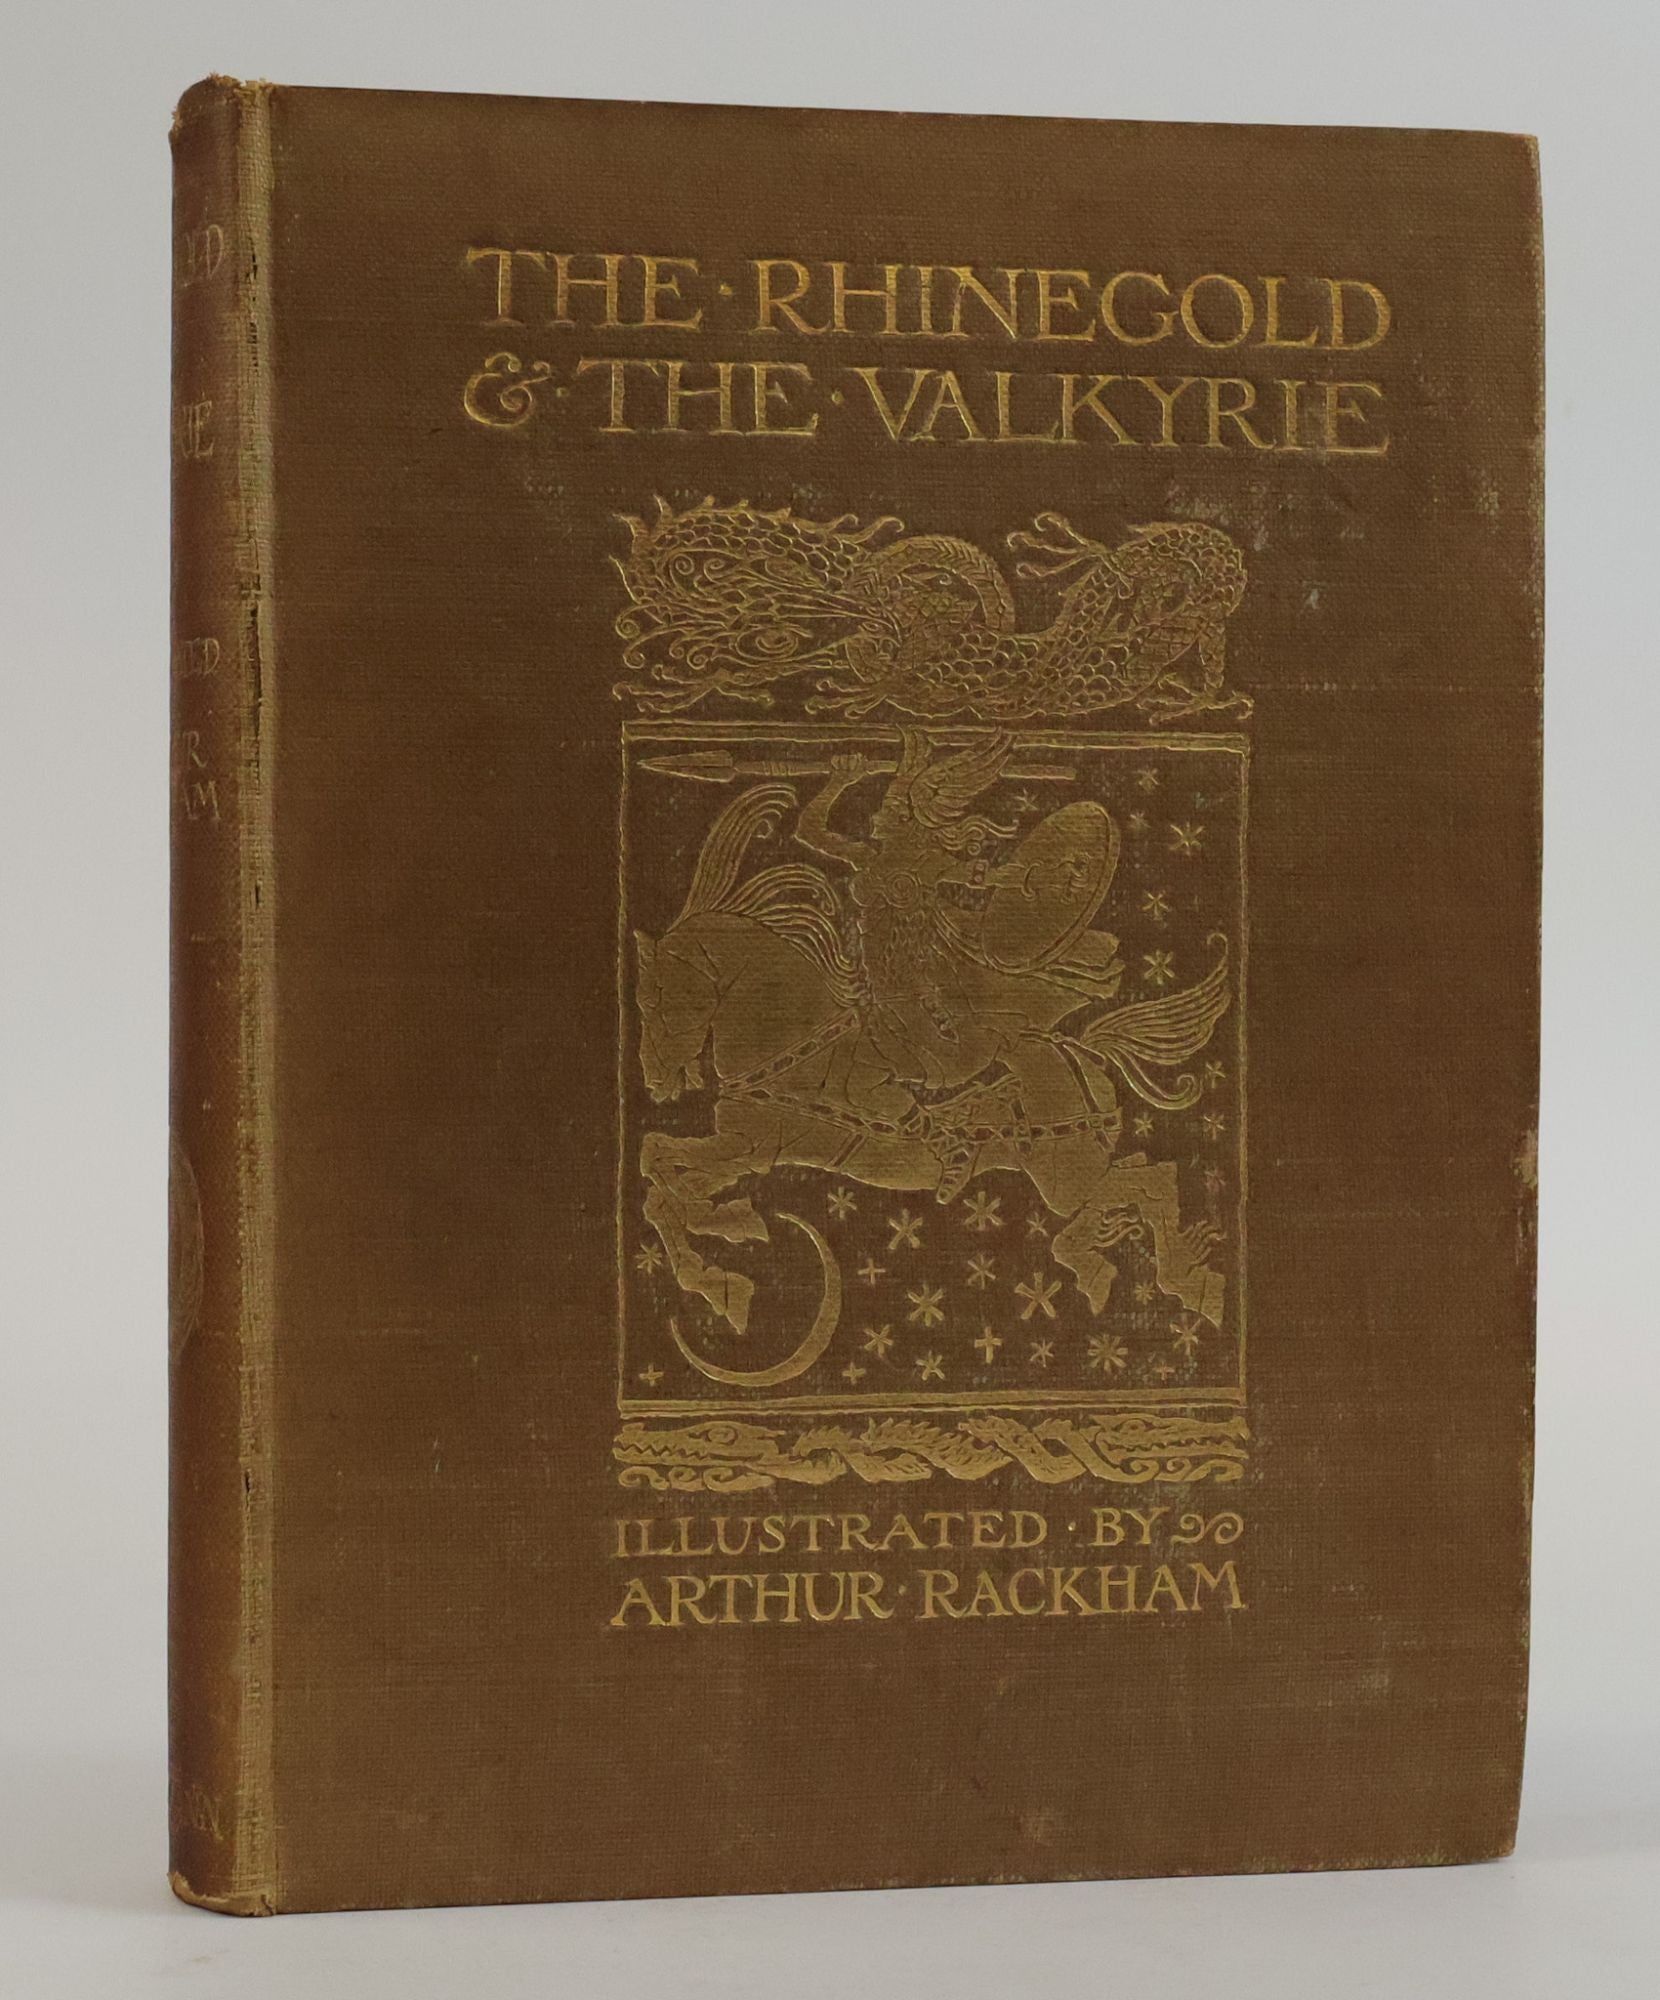 THE · RHINEGOLD
& · THE · VALKYRIE
ILLUSTRATED · BY
ARTHUR · RACKHAM